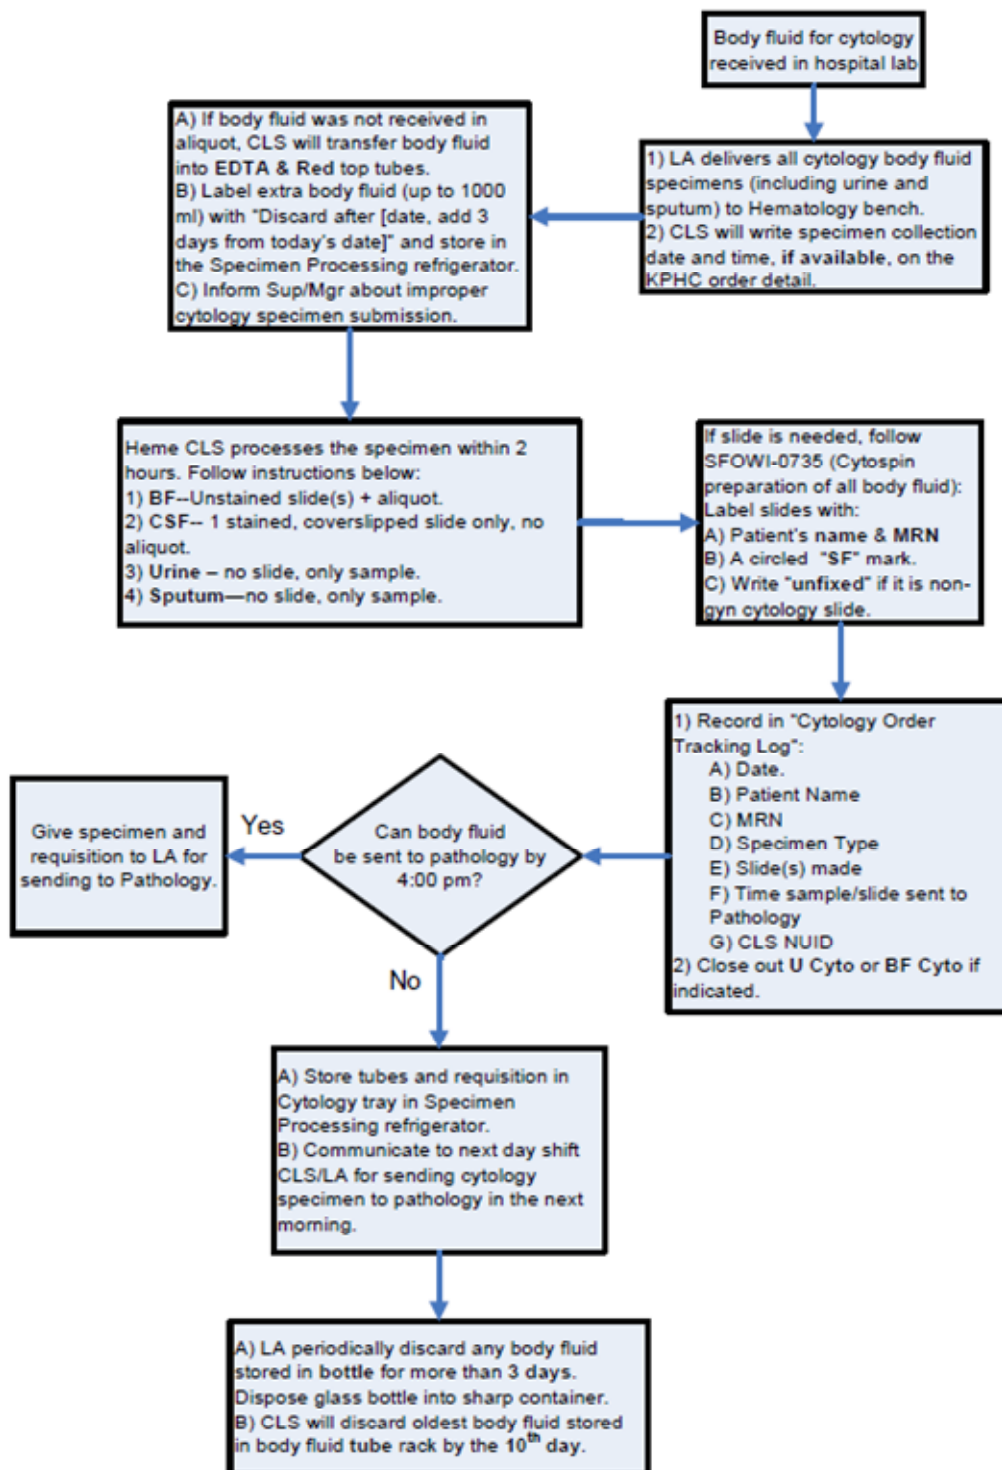 Body fluid for cytology
received in hospital lab
1) LA delivers all cytology body fluid
specimens (including urine and
sputum) to Hematology bench.
2) CLS will write specimen collection
date and time, if available, on the
KPHC order detail.
A) If body fluid was not received in
aliquot, CLS will transfer body fluid
into EDTA & Red top tubes.
B) Label extra body fluid (up to 1000
ml) with "Discard after [date, add 3
days from today's date]" and store in
the Specimen Processing refrigerator.
C) Inform Sup/Mgr about improper
cytology specimen submission.
Heme CLS processes the specimen within 2
hours. Follow instructions below:
1) BF--Unstained slide(s) + aliquot.
2) CSF-- 1 stained, coverslipped slide only, no
aliquot.
3) Urine – no slide, only sample.
4) Sputum—no slide, only sample.
If slide is needed, follow
SFOWI-0735 (Cytospin
preparation of all body fluid):
Label slides with:
A) Patient's name & MRN
B) A circled "SF" mark.
C) Write "unfixed" if it is non-
gyn cytology slide.
1) Record in "Cytology Order
Tracking Log":
A) Date.
B) Patient Name
C) MRN
D) Specimen Type
E) Slide(s) made
F) Time sample/slide sent to
Pathology
G) CLS NUID
2) Close out U Cyto or BF Cyto if
indicated.
Can body fluid
be sent to pathology by
4:00 pm?
Yes
Give specimen and
requisition to LA for
sending to Pathology.
No
A) Store tubes and requisition in
Cytology tray in Specimen
Processing refrigerator.
B) Communicate to next day shift
CLS/LA for sending cytology
specimen to pathology in the next
morning.
A) LA periodically discard any body fluid
stored in bottle for more than 3 days.
Dispose glass bottle into sharp container.
B) CLS will discard oldest body fluid stored
in body fluid tube rack by the 10th day.